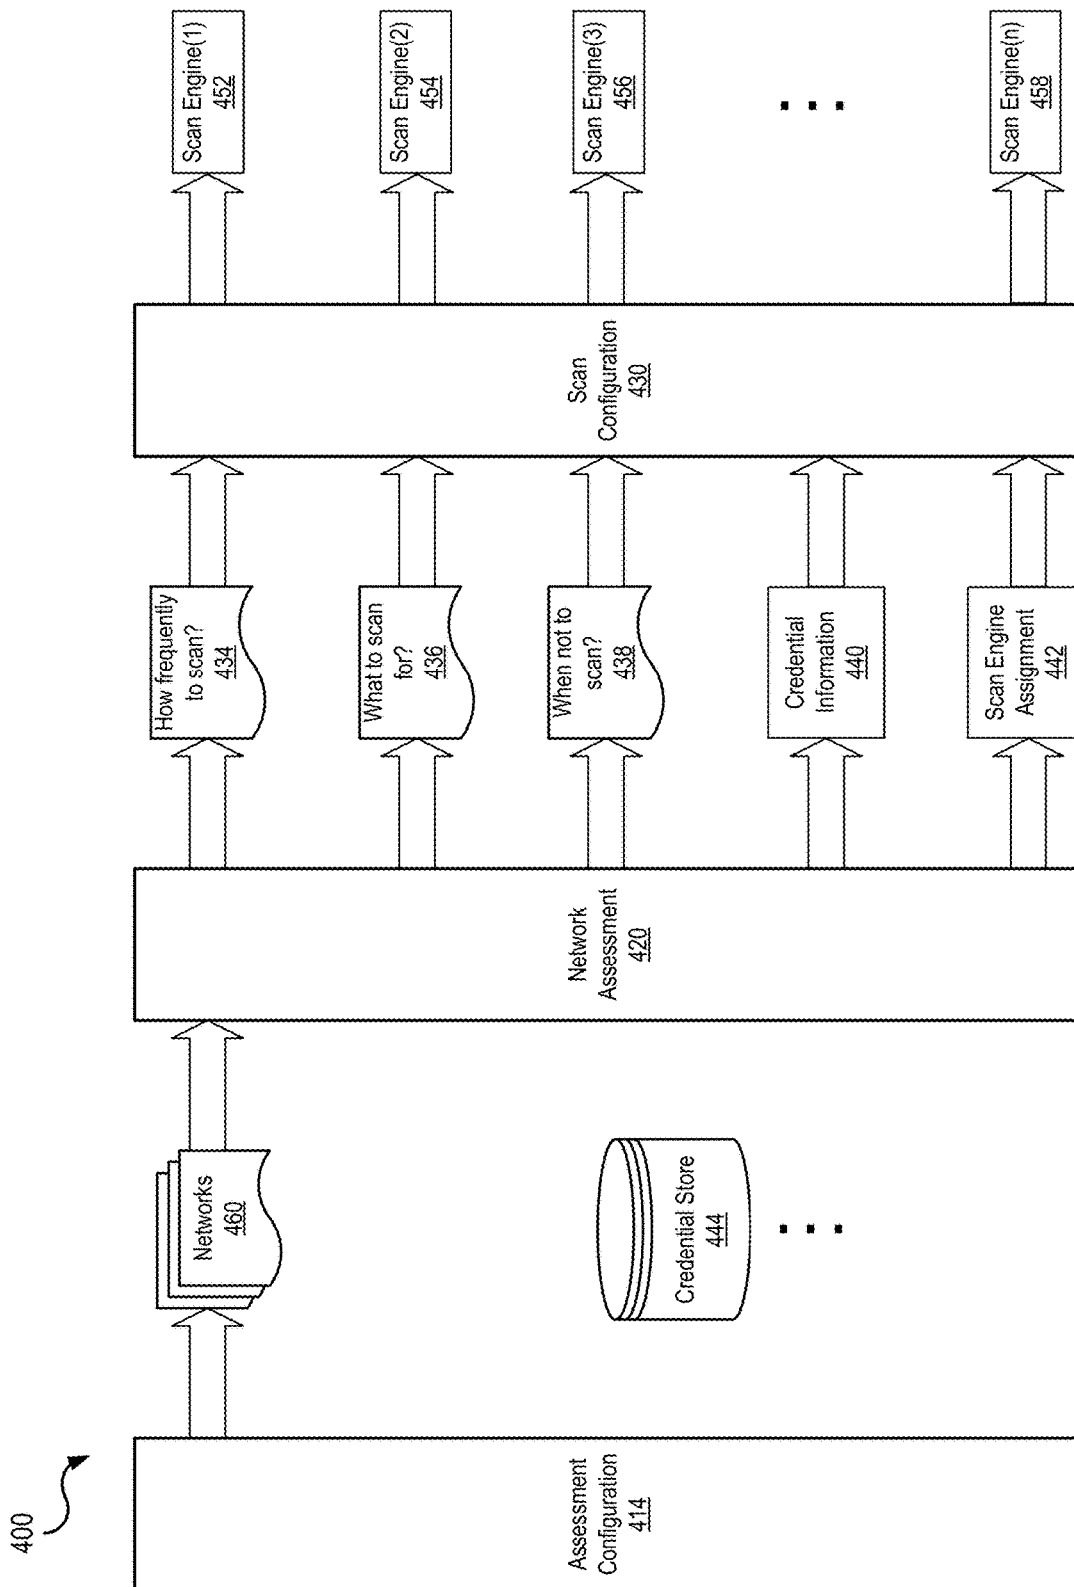 400
Assessment
Configuration
414
Networks
460
Credential Store
444
Network
Assessment
420
How frequently
to scan?
434
What to scan
for?
436
When not to
scan?
438
Credential
Information
440
Scan Engine
Assignment
442
Scan
Configuration
430
Scan Engine(1)
452
Scan Engine(2)
454
Scan Engine(3)
456
Scan Engine(n)
458